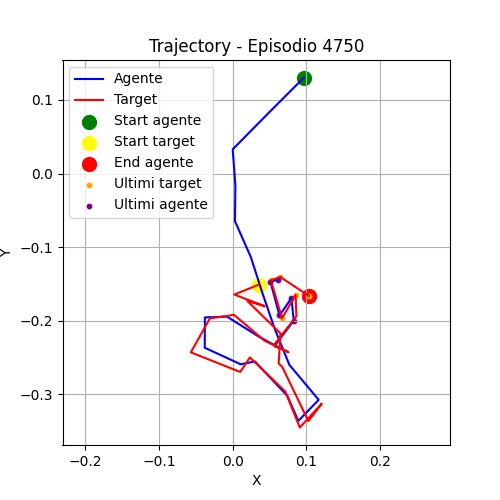 Trajectory - Episodio 4750
Agente
Target
Start agente
Start target
End agente
Ultimi target
Ultimi agente
0.1
0.0
−0.1
−0.2
−0.3
Y
−0.2
−0.1
0.0
0.1
0.2
X